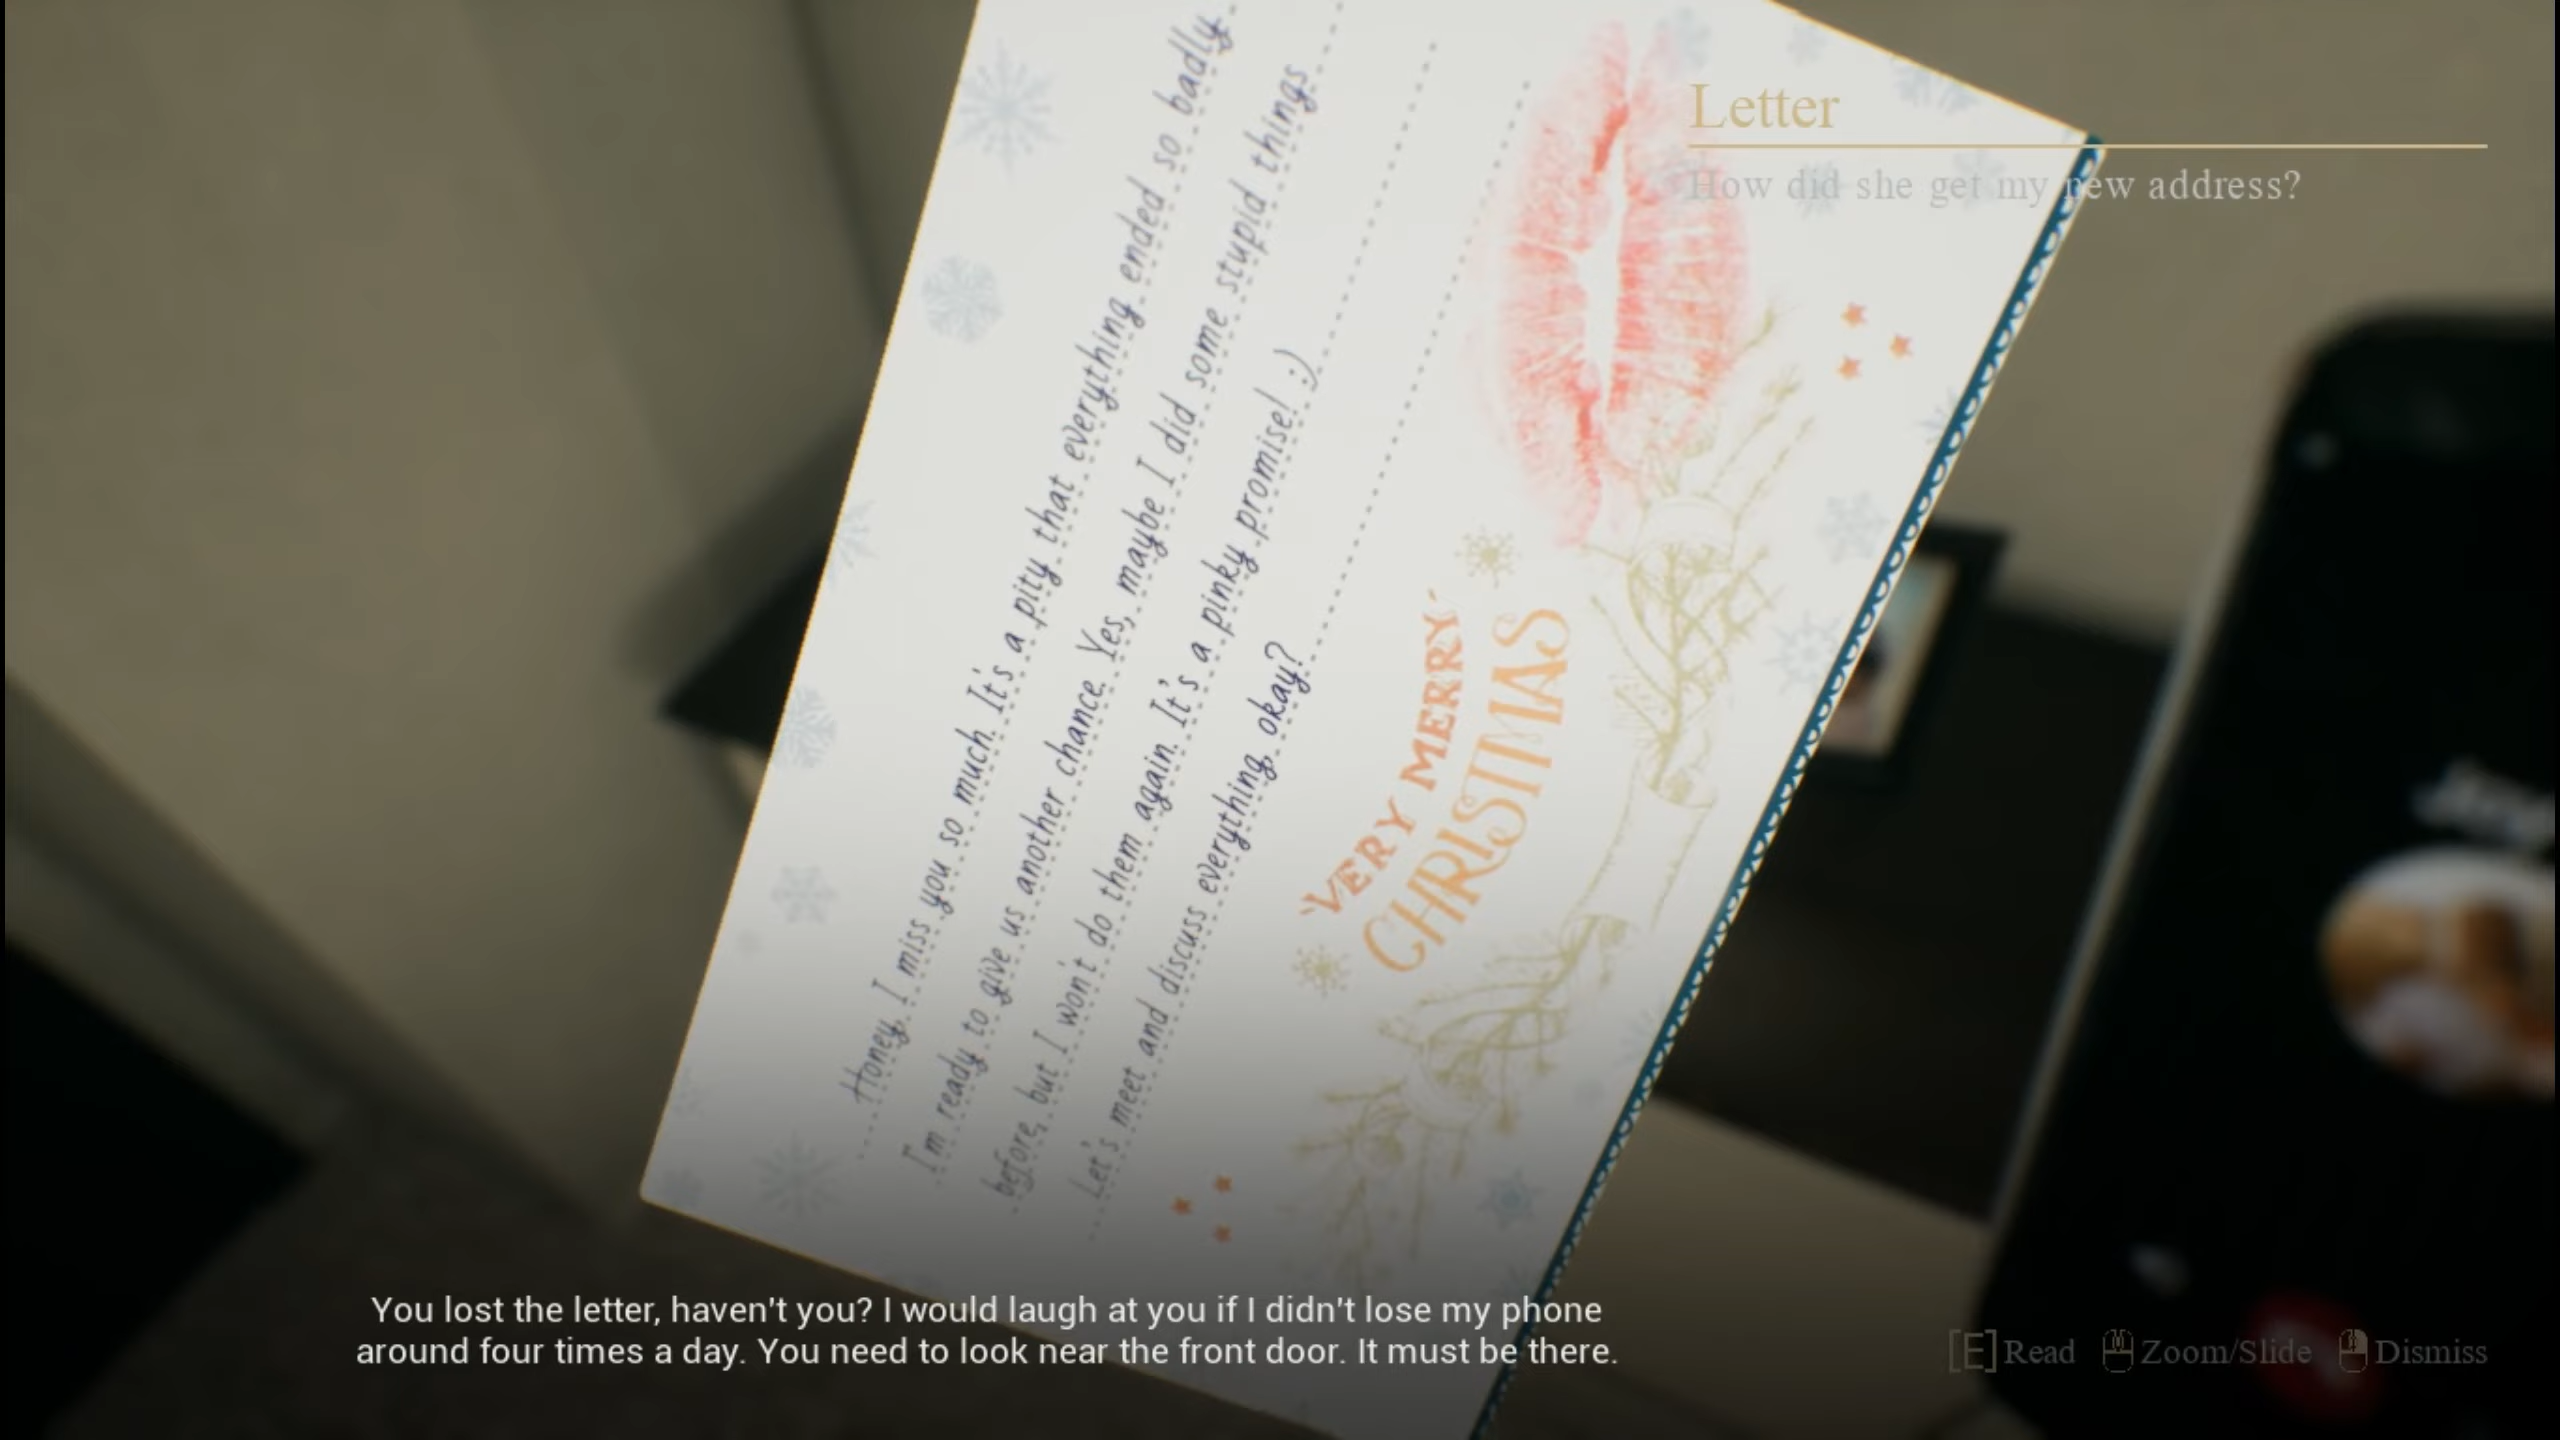 Letter
How did she get my new address?
Honey, I miss you so much. It's a pity that everything ended so badly.
I'm ready to give us another chance. Yes, maybe I did some stupid things
before, but I won't do them again. It's a pinky promise! :)
Let's meet and discuss everything, okay?
VERY MERRY
CHRISTMAS
You lost the letter, haven't you? I would laugh at you if I didn't lose my phone
around four times a day. You need to look near the front door. It must be there.
[E] Read Zoom/Slide Dismiss